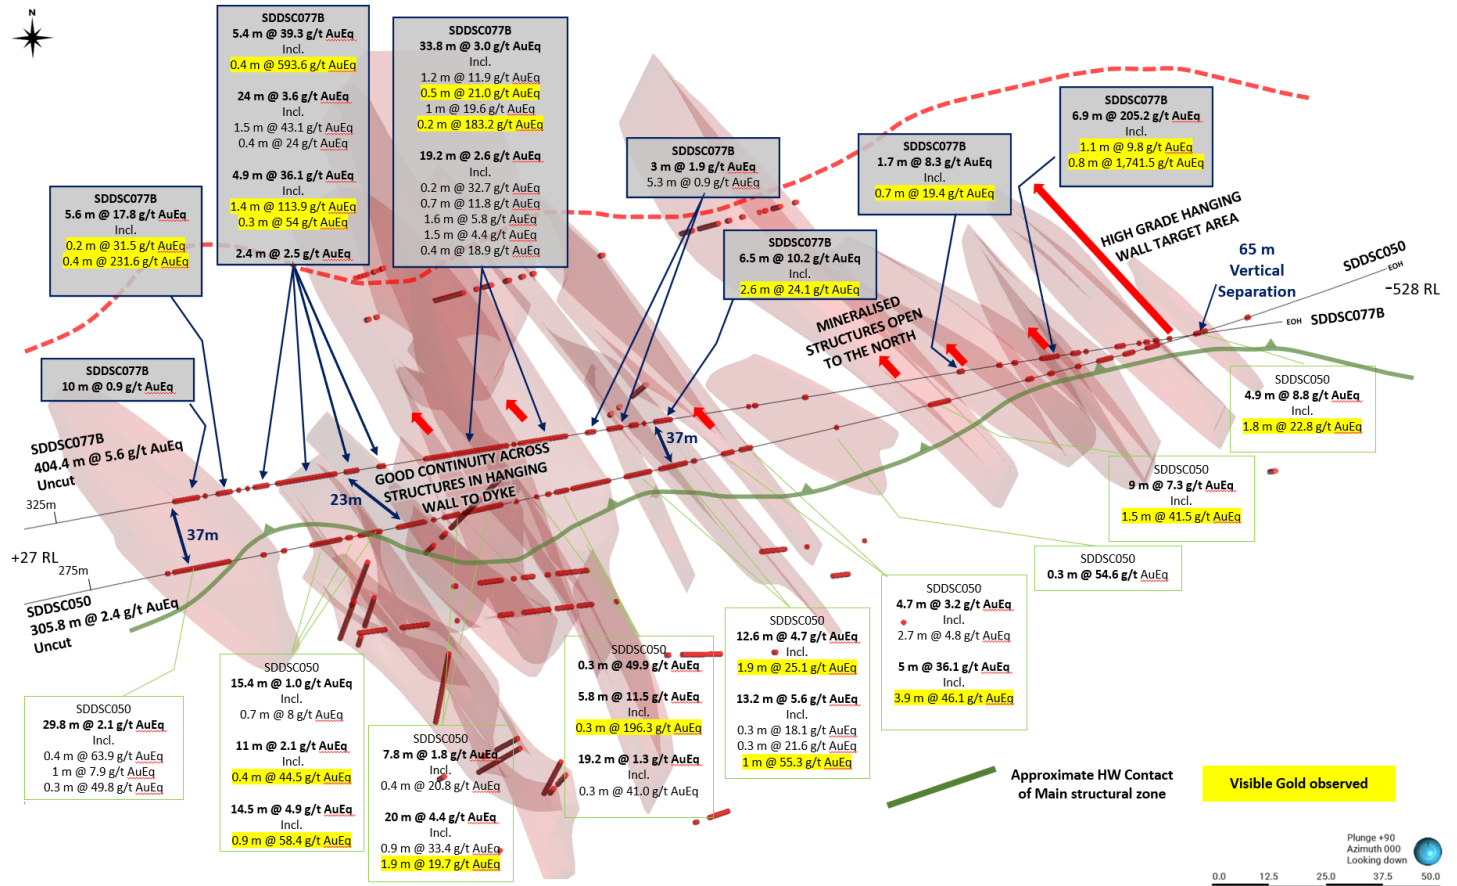 N
SDDSC077B
5.4 m @ 39.3 g/t AuEq
Incl.
0.4 m @ 593.6 g/t AuEq
24 m @ 3.6 g/t AuEq
Incl.
1.5 m @ 43.1 g/t AuEq
0.4 m @ 24 g/t AuEq
4.9 m @ 36.1 g/t AuEq
Incl.
1.4 m @ 113.9 g/t AuEq
0.3 m @ 54 g/t AuEq
2.4 m @ 2.5 g/t AuEq
SDDSC077B
33.8 m @ 3.0 g/t AuEq
Incl.
1.2 m @ 11.9 g/t AuEq
0.5 m @ 21.0 g/t AuEq
1 m @ 19.6 g/t AuEq
0.2 m @ 183.2 g/t AuEq
19.2 m @ 2.6 g/t AuEq
Incl.
0.2 m @ 32.7 g/t AuEq
0.7 m @ 11.8 g/t AuEq
1.6 m @ 5.8 g/t AuEq
1.5 m @ 4.4 g/t AuEq
0.4 m @ 18.9 g/t AuEq
SDDSC077B
3 m @ 1.9 g/t AuEq
5.3 m @ 0.9 g/t AuEq
SDDSC077B
1.7 m @ 8.3 g/t AuEq
Incl.
0.7 m @ 19.4 g/t AuEq
SDDSC077B
6.9 m @ 205.2 g/t AuEq
Incl.
1.1 m @ 9.8 g/t AuEq
0.8 m @ 1,741.5 g/t AuEq
SDDSC077B
5.6 m @ 17.8 g/t AuEq
Incl.
0.2 m @ 31.5 g/t AuEq
0.4 m @ 231.6 g/t AuEq
SDDSC077B
6.5 m @ 10.2 g/t AuEq
Incl.
2.6 m @ 24.1 g/t AuEq
HIGH GRADE HANGING
WALL TARGET AREA
65 m
Vertical
Separation
SDDSC050
EOH
-528 RL
EOH
SDDSC077B
MINERALISED
STRUCTURES OPEN
TO THE NORTH
SDDSC077B
10 m @ 0.9 g/t AuEq
SDDSC077B
404.4 m @ 5.6 g/t AuEq
Uncut
325m
37m
23m
GOOD CONTINUITY ACROSS
STRUCTURES IN HANGING
WALL TO DYKE
37m
+27 RL
275m
SDDSC050
305.8 m @ 2.4 g/t AuEq
Uncut
SDDSC050
4.9 m @ 8.8 g/t AuEq
Incl.
1.8 m @ 22.8 g/t AuEq
SDDSC050
9 m @ 7.3 g/t AuEq
Incl.
1.5 m @ 41.5 g/t AuEq
SDDSC050
0.3 m @ 54.6 g/t AuEq
SDDSC050
4.7 m @ 3.2 g/t AuEq
Incl.
2.7 m @ 4.8 g/t AuEq
5 m @ 36.1 g/t AuEq
Incl.
3.9 m @ 46.1 g/t AuEq
SDDSC050
12.6 m @ 4.7 g/t AuEq
Incl.
1.9 m @ 25.1 g/t AuEq
13.2 m @ 5.6 g/t AuEq
Incl.
0.3 m @ 18.1 g/t AuEq
0.3 m @ 21.6 g/t AuEq
1 m @ 55.3 g/t AuEq
SDDSC050
0.3 m @ 49.9 g/t AuEq
5.8 m @ 11.5 g/t AuEq
Incl.
0.3 m @ 196.3 g/t AuEq
19.2 m @ 1.3 g/t AuEq
Incl.
0.3 m @ 41.0 g/t AuEq
SDDSC050
15.4 m @ 1.0 g/t AuEq
Incl.
0.7 m @ 8 g/t AuEq
11 m @ 2.1 g/t AuEq
Incl.
0.4 m @ 44.5 g/t AuEq
14.5 m @ 4.9 g/t AuEq
Incl.
0.9 m @ 58.4 g/t AuEq
SDDSC050
29.8 m @ 2.1 g/t AuEq
Incl.
0.4 m @ 63.9 g/t AuEq
1 m @ 7.9 g/t AuEq
0.3 m @ 49.8 g/t AuEq
SDDSC050
7.8 m @ 1.8 g/t AuEq
Incl.
0.4 m @ 20.8 g/t AuEq
20 m @ 4.4 g/t AuEq
Incl.
0.9 m @ 33.4 g/t AuEq
1.9 m @ 19.7 g/t AuEq
Approximate HW Contact
of Main structural zone
Visible Gold observed
Plunge +90
Azimuth 000
Looking down
0.0 12.5 25.0 37.5 50.0